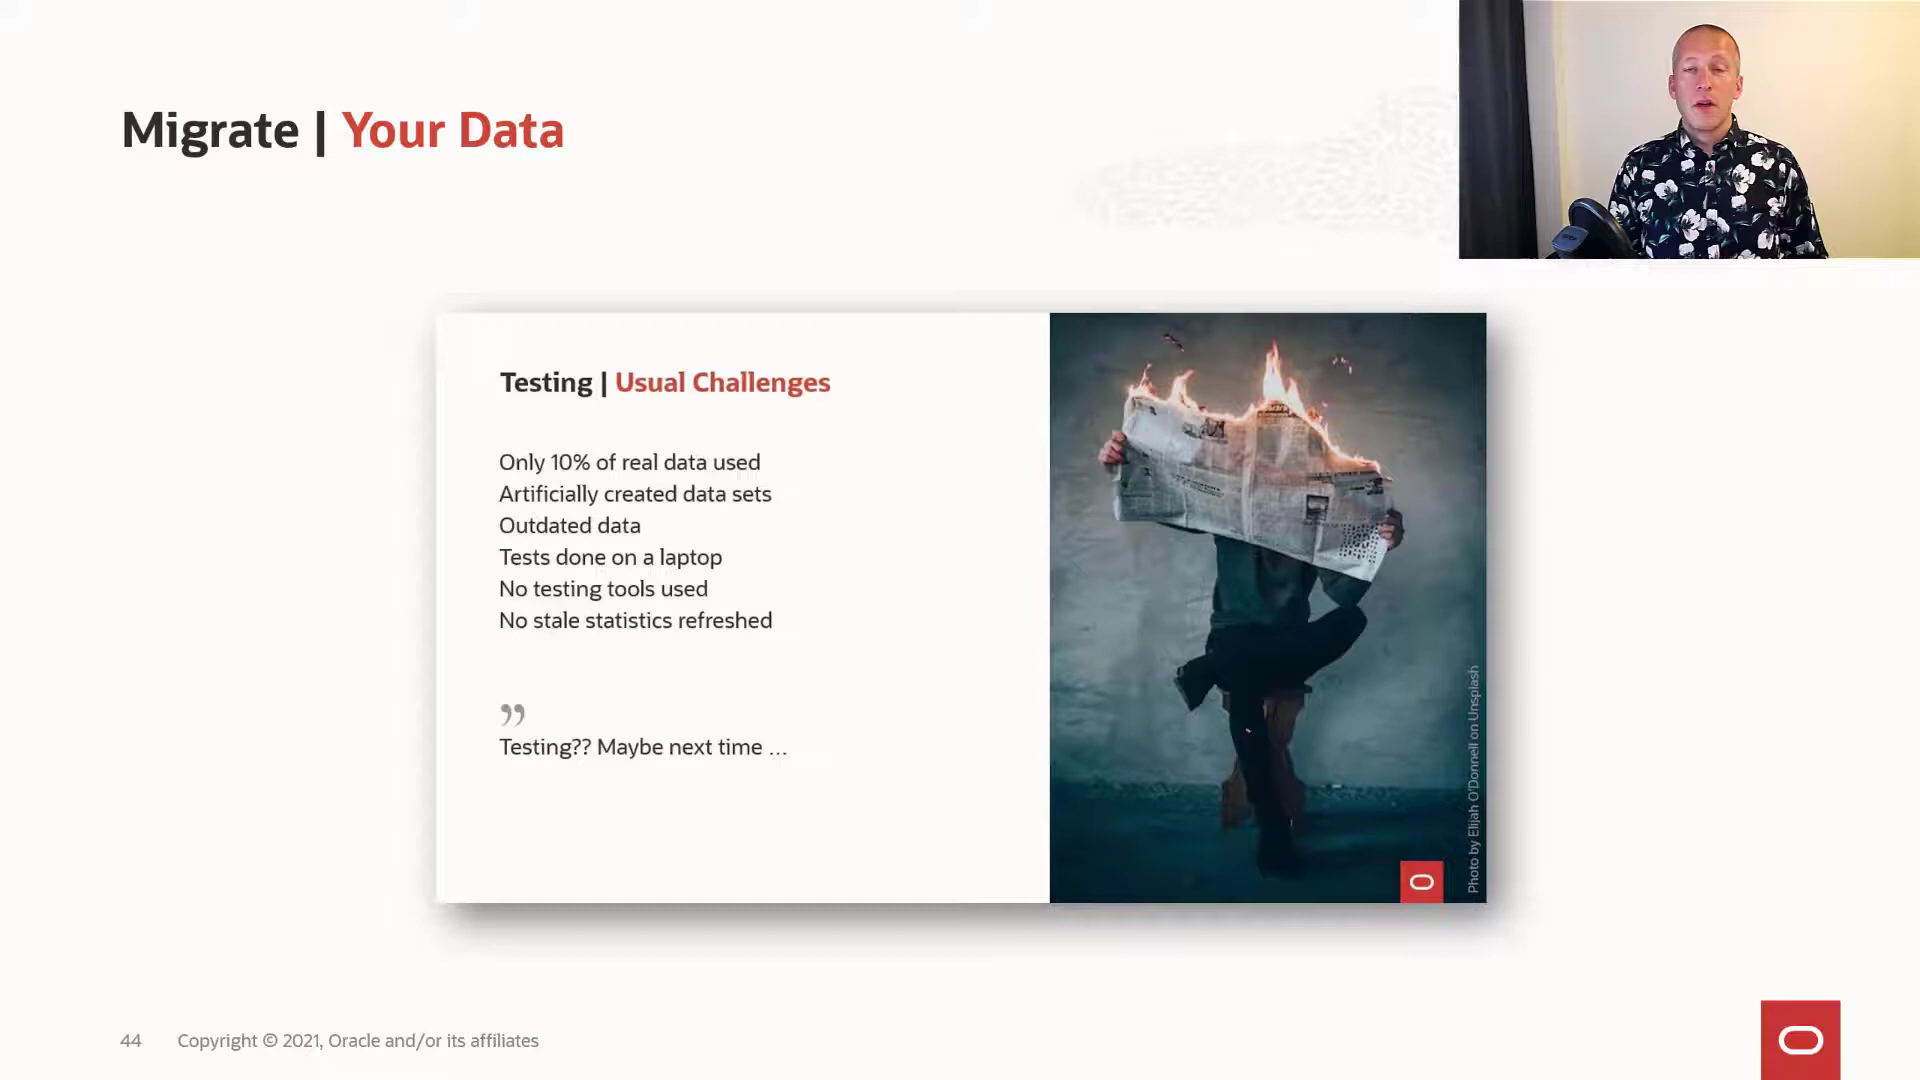 Migrate | Your Data
Testing | Usual Challenges
Only 10% of real data used
Artificially created data sets
Outdated data
Tests done on a laptop
No testing tools used
No stale statistics refreshed
”
Testing?? Maybe next time ...
Photo by Elijah O'Donnell on Unsplash
44 Copyright © 2021, Oracle and/or its affiliates